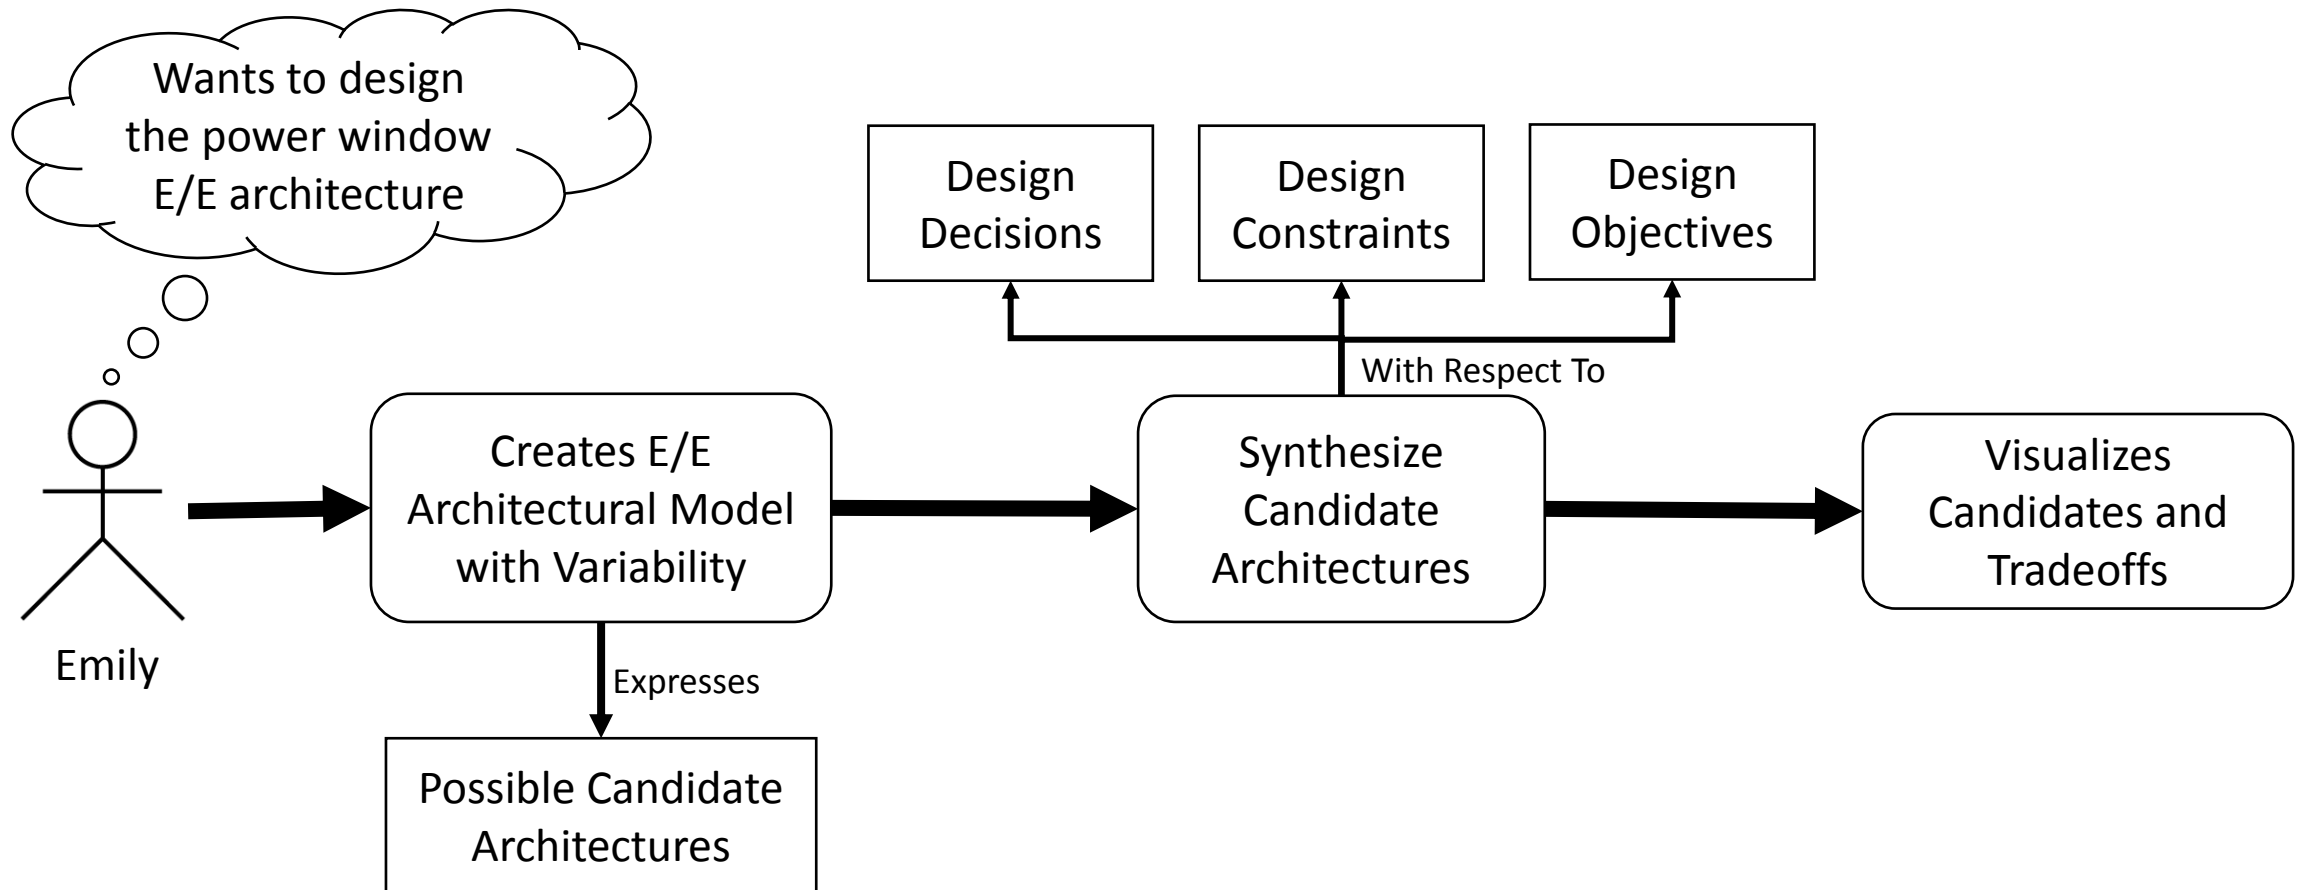 Wants to design
the power window
E/E architecture
Emily
Creates E/E
Architectural Model
with Variability
Expresses
Possible Candidate
Architectures
Design
Decisions
Design
Constraints
Design
Objectives
With Respect To
Synthesize
Candidate
Architectures
Visualizes
Candidates and
Tradeoffs